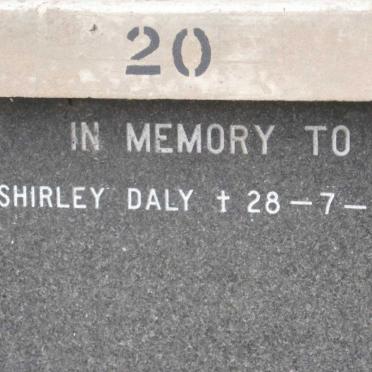 20
IN MEMORY TO
SHIRLEY DALY † 28-7-